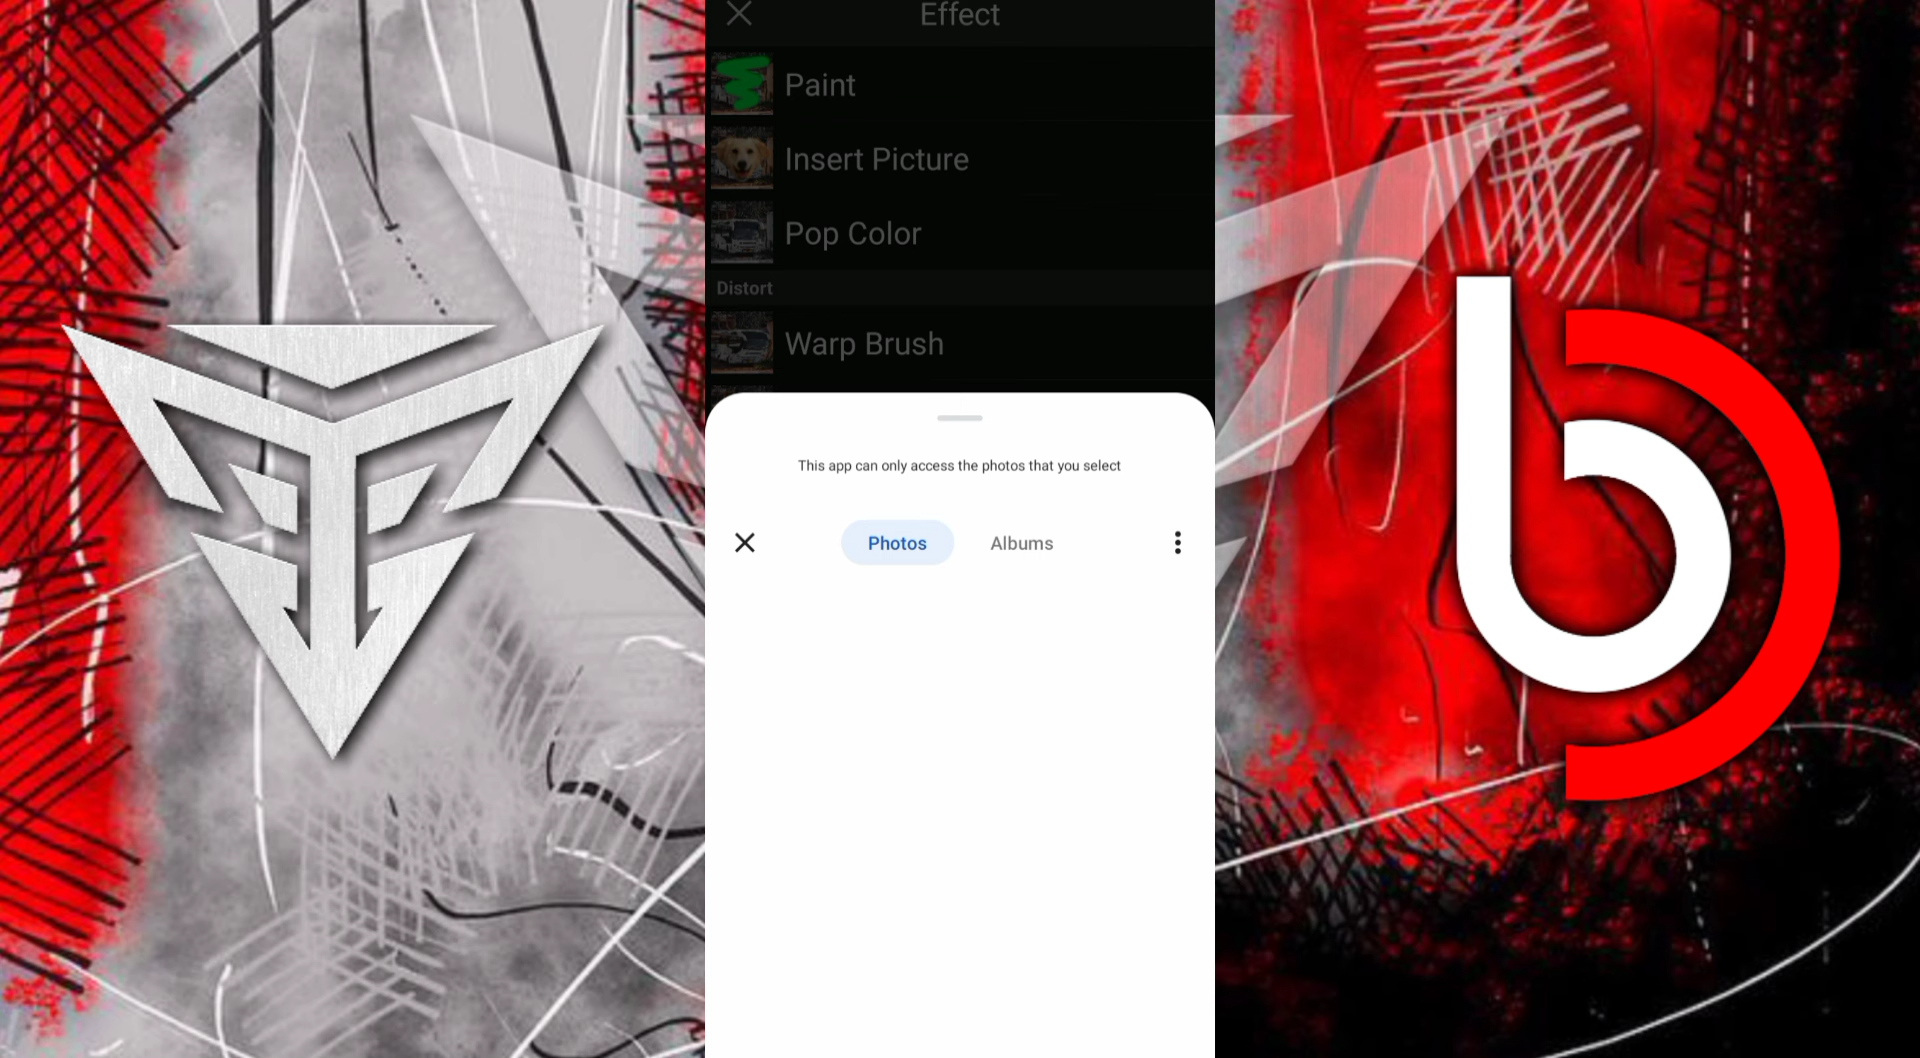 Effect
Paint
Insert Picture
Pop Color
Distort
Warp Brush
This app can only access the photos that you select
Photos
Albums